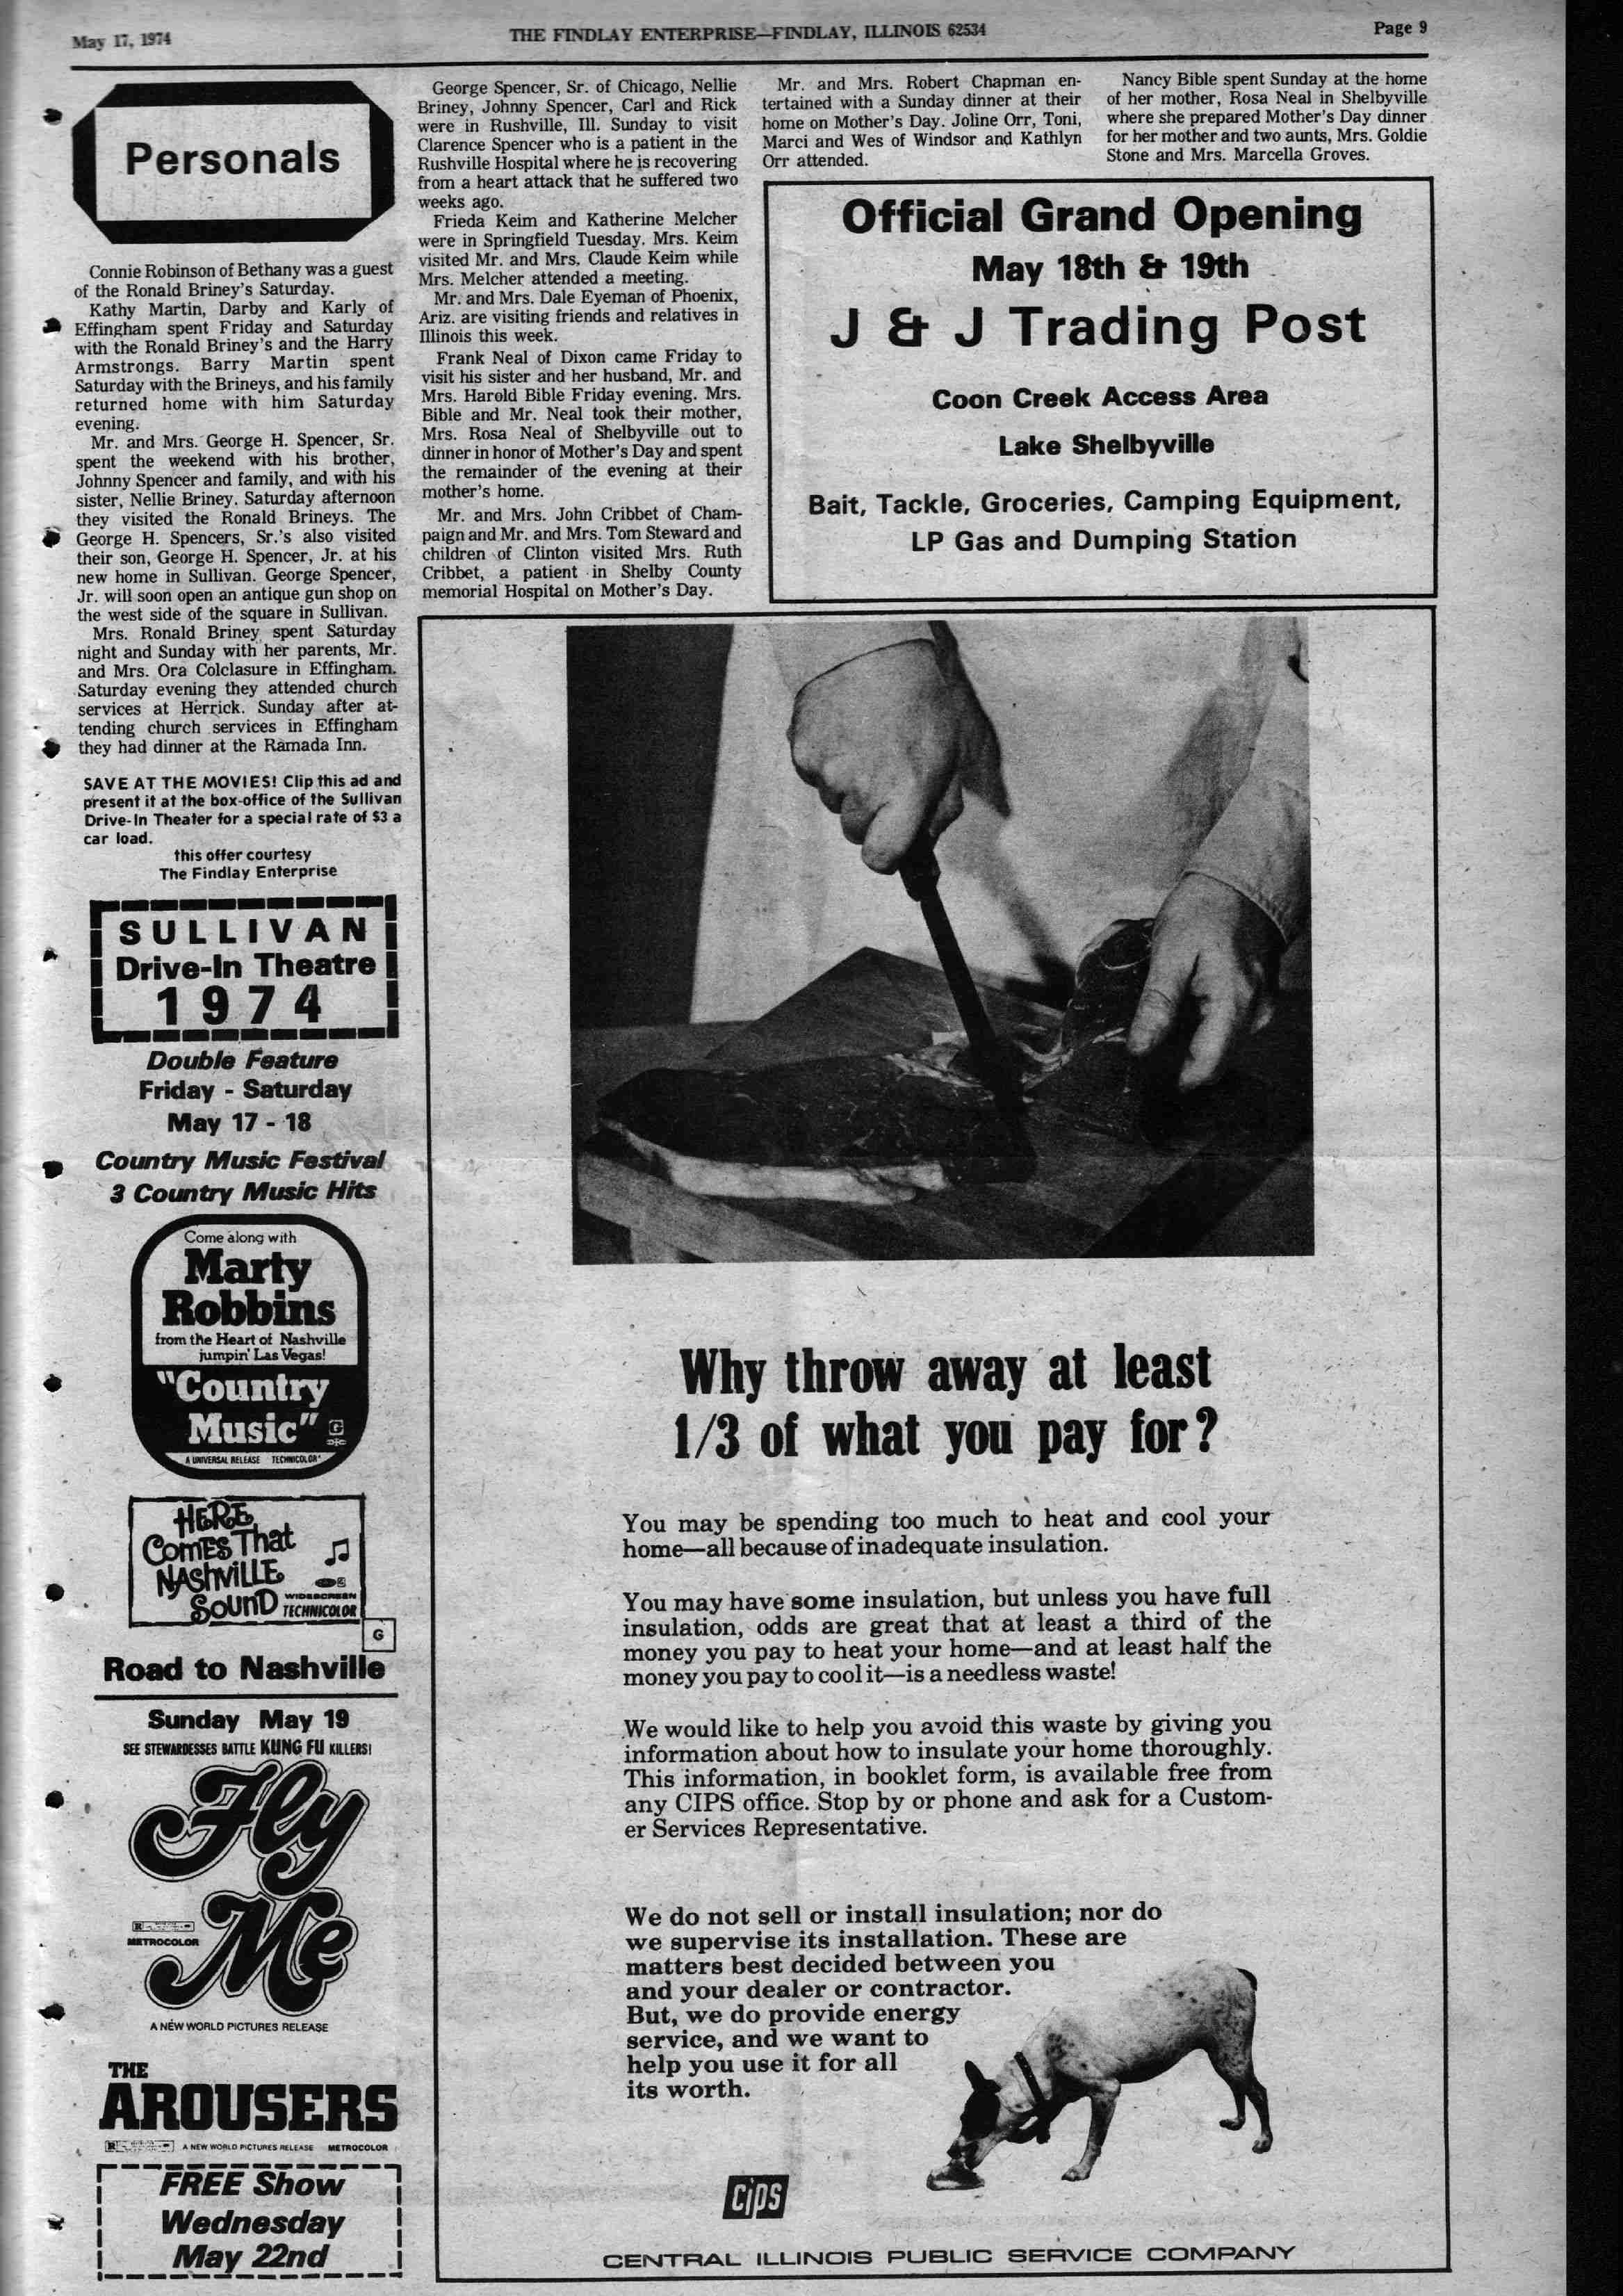 May 17, 1974
THE FINDLAY ENTERPRISE—FINDLAY, ILLINOIS 62534
Page 9
Personals
Connie Robinson of Bethany was a guest
of the Ronald Briney's Saturday.
Kathy Martin, Darby and Karly of
Effingham spent Friday and Saturday
with the Ronald Briney's and the Harry
Armstrongs. Barry Martin spent
Saturday with the Brineys, and his family
returned home with him Saturday
evening.
Mr. and Mrs. George H. Spencer, Sr.
spent the weekend with his brother,
Johnny Spencer and family, and with his
sister, Nellie Briney. Saturday afternoon
they visited the Ronald Brineys. The
George H. Spencers, Sr.'s also visited
their son, George H. Spencer, Jr. at his
new home in Sullivan. George Spencer,
Jr. will soon open an antique gun shop on
the west side of the square in Sullivan.
Mrs. Ronald Briney spent Saturday
night and Sunday with her parents, Mr.
and Mrs. Ora Colclasure in Effingham.
Saturday evening they attended church
services at Herrick. Sunday after at-
tending church services in Effingham
they had dinner at the Ramada Inn.
SAVE AT THE MOVIES! Clip this ad and
present it at the box-office of the Sullivan
Drive-In Theater for a special rate of $3 a
car load.
this offer courtesy
The Findlay Enterprise
SULLIVAN
Drive-In Theatre
1974
Double Feature
Friday - Saturday
May 17 - 18
Country Music Festival
3 Country Music Hits
Come along with
Marty
Robbins
from the Heart of Nashville
jumpin' Las Vegas!
"Country
Music" G
A UNIVERSAL RELEASE TECHNICOLOR®
HERE
COMES THAT
NASHVILLE
SOUND
WIDESCREEN
TECHNICOLOR
G
Road to Nashville
Sunday May 19
SEE STEWARDESSES BATTLE KUNG FU KILLERS!
Fly
Me
R
METROCOLOR
A NEW WORLD PICTURES RELEASE
THE
AROUSERS
R A NEW WORLD PICTURES RELEASE METROCOLOR
FREE Show
Wednesday
May 22nd
George Spencer, Sr. of Chicago, Nellie
Briney, Johnny Spencer, Carl and Rick
were in Rushville, Ill. Sunday to visit
Clarence Spencer who is a patient in the
Rushville Hospital where he is recovering
from a heart attack that he suffered two
weeks ago.
Frieda Keim and Katherine Melcher
were in Springfield Tuesday. Mrs. Keim
visited Mr. and Mrs. Claude Keim while
Mrs. Melcher attended a meeting.
Mr. and Mrs. Dale Eyeman of Phoenix,
Ariz. are visiting friends and relatives in
Illinois this week.
Frank Neal of Dixon came Friday to
visit his sister and her husband, Mr. and
Mrs. Harold Bible Friday evening. Mrs.
Bible and Mr. Neal took their mother,
Mrs. Rosa Neal of Shelbyville out to
dinner in honor of Mother's Day and spent
the remainder of the evening at their
mother's home.
Mr. and Mrs. John Cribbet of Cham-
paign and Mr. and Mrs. Tom Steward and
children of Clinton visited Mrs. Ruth
Cribbet, a patient in Shelby County
memorial Hospital on Mother's Day.
Mr. and Mrs. Robert Chapman en-
tertained with a Sunday dinner at their
home on Mother's Day. Joline Orr, Toni,
Marci and Wes of Windsor and Kathlyn
Orr attended.
Nancy Bible spent Sunday at the home
of her mother, Rosa Neal in Shelbyville
where she prepared Mother's Day dinner
for her mother and two aunts, Mrs. Goldie
Stone and Mrs. Marcella Groves.
Official Grand Opening
May 18th & 19th
J & J Trading Post
Coon Creek Access Area
Lake Shelbyville
Bait, Tackle, Groceries, Camping Equipment,
LP Gas and Dumping Station
Why throw away at least
1/3 of what you pay for?
You may be spending too much to heat and cool your
home—all because of inadequate insulation.
You may have some insulation, but unless you have full
insulation, odds are great that at least a third of the
money you pay to heat your home—and at least half the
money you pay to cool it—is a needless waste!
We would like to help you avoid this waste by giving you
information about how to insulate your home thoroughly.
This information, in booklet form, is available free from
any CIPS office. Stop by or phone and ask for a Custom-
er Services Representative.
We do not sell or install insulation; nor do
we supervise its installation. These are
matters best decided between you
and your dealer or contractor.
But, we do provide energy
service, and we want to
help you use it for all
its worth.
CIPS
CENTRAL ILLINOIS PUBLIC SERVICE COMPANY